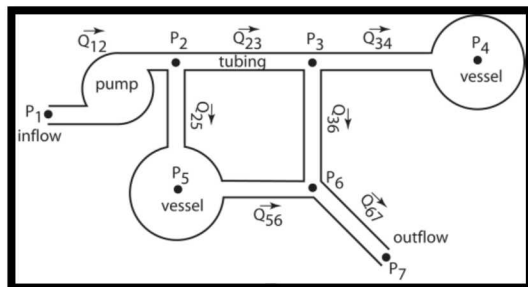 Q12
P2
Q23
P3
Q34
P4
tubing
pump
vessel
P1
inflow
Q25
Q36
P5
vessel
P6
Q56
Q67
outflow
P7